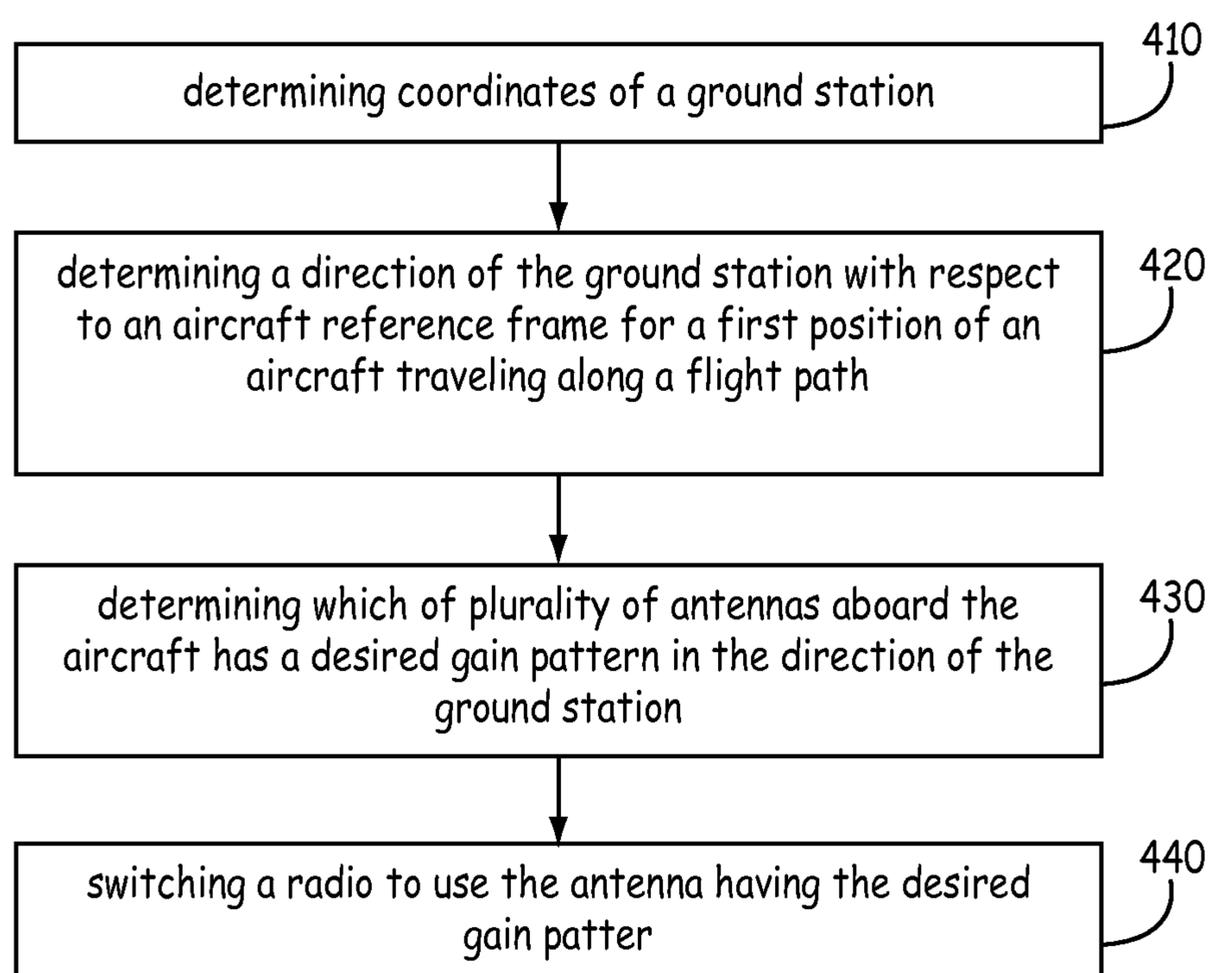 410
determining coordinates of a ground station
420
determining a direction of the ground station with respect
to an aircraft reference frame for a first position of an
aircraft traveling along a flight path
430
determining which of plurality of antennas aboard the
aircraft has a desired gain pattern in the direction of the
ground station
440
switching a radio to use the antenna having the desired
gain patter